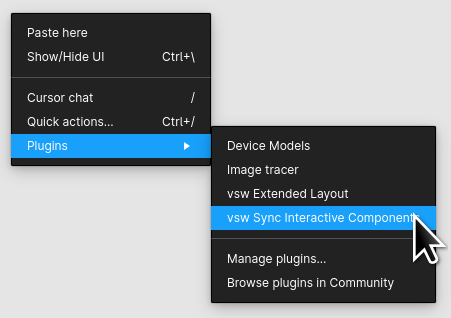 Paste here
Show/Hide UI Ctrl+\
Cursor chat /
Quick actions... Ctrl+/
Plugins
Device Models
Image tracer
vsw Extended Layout
vsw Sync Interactive Component
Manage plugins...
Browse plugins in Community